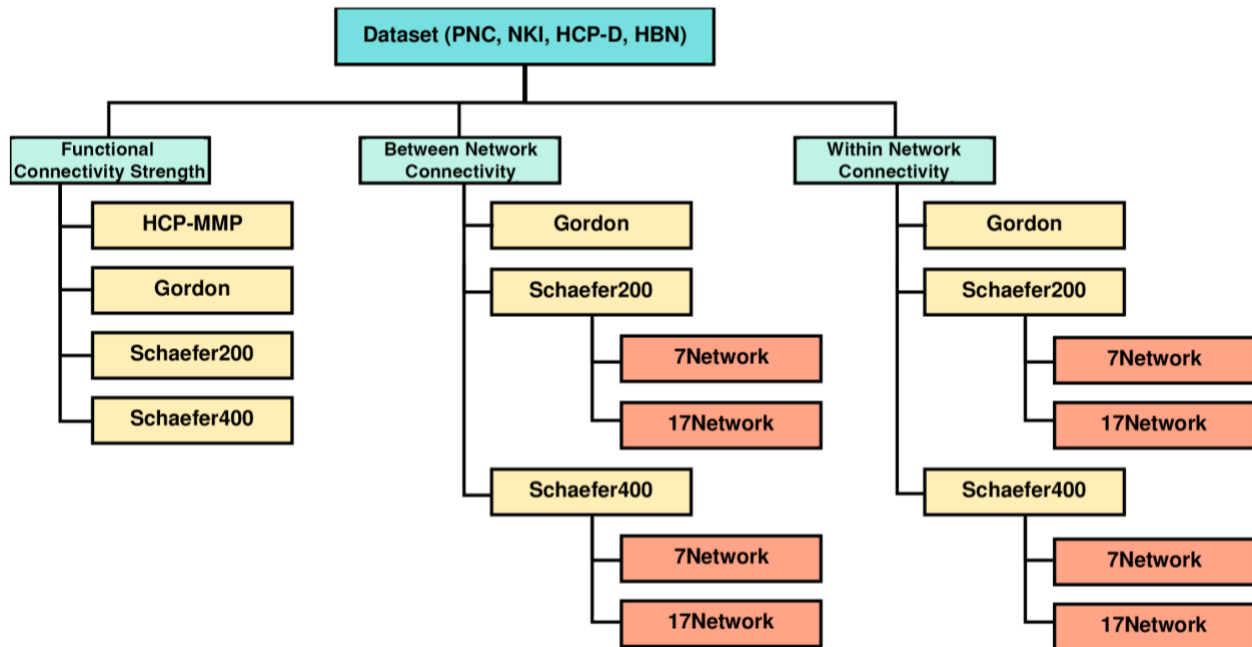 Dataset (PNC, NKI, HCP-D, HBN)
Functional
Connectivity Strength
HCP-MMP
Gordon
Schaefer200
Schaefer400
Between Network
Connectivity
Gordon
Schaefer200
7Network
17Network
Schaefer400
7Network
17Network
Within Network
Connectivity
Gordon
Schaefer200
7Network
17Network
Schaefer400
7Network
17Network